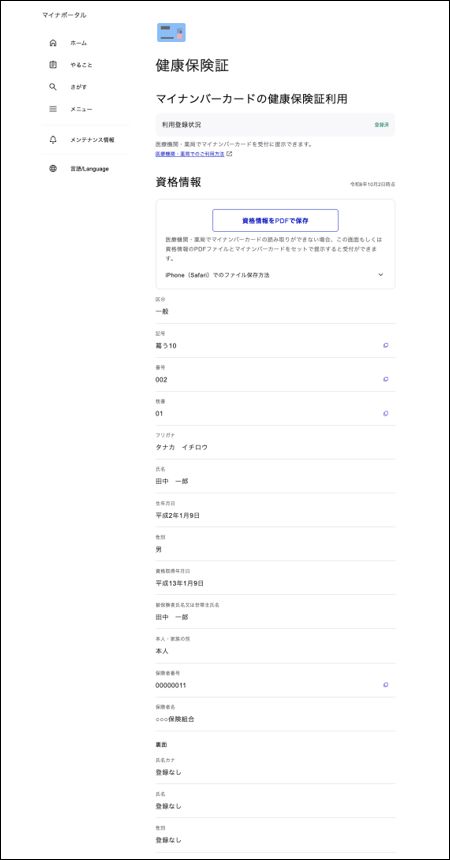 マイナポータル
ホーム
やること
さがす
メニュー
メンテナンス情報
言語/Language
健康保険証
マイナンバーカードの健康保険証利用
利用登録状況
登録済
医療機関・薬局でマイナンバーカードを受付に提示できます。
医療機関・薬局でのご利用方法
資格情報
令和6年10月2日時点
資格情報をPDFで保存
医療機関・薬局でマイナンバーカードの読み取りができない場合、この画面もしくは
資格情報のPDFファイルとマイナンバーカードをセットで提示すると受付ができま
す。
iPhone（Safari）でのファイル保存方法
区分
一般
記号
葛う10
番号
002
枝番
01
フリガナ
タナカ　イチロウ
氏名
田中　一郎
生年月日
平成2年1月9日
性別
男
資格取得年月日
平成13年1月9日
被保険者氏名又は世帯主氏名
田中　一郎
本人・家族の別
本人
保険者番号
00000011
保険者名
○○○保険組合
裏面
氏名カナ
登録なし
氏名
登録なし
性別
登録なし